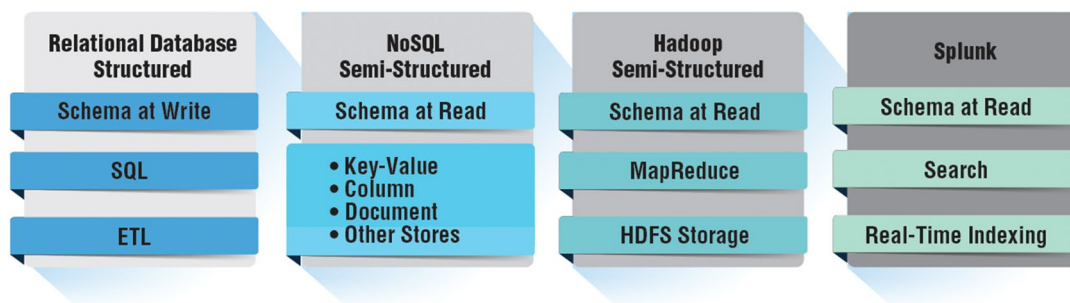 Relational Database
Structured
Schema at Write
SQL
ETL
NoSQL
Semi-Structured
Schema at Read
• Key-Value
• Column
• Document
• Other Stores
Hadoop
Semi-Structured
Schema at Read
MapReduce
HDFS Storage
Splunk
Schema at Read
Search
Real-Time Indexing